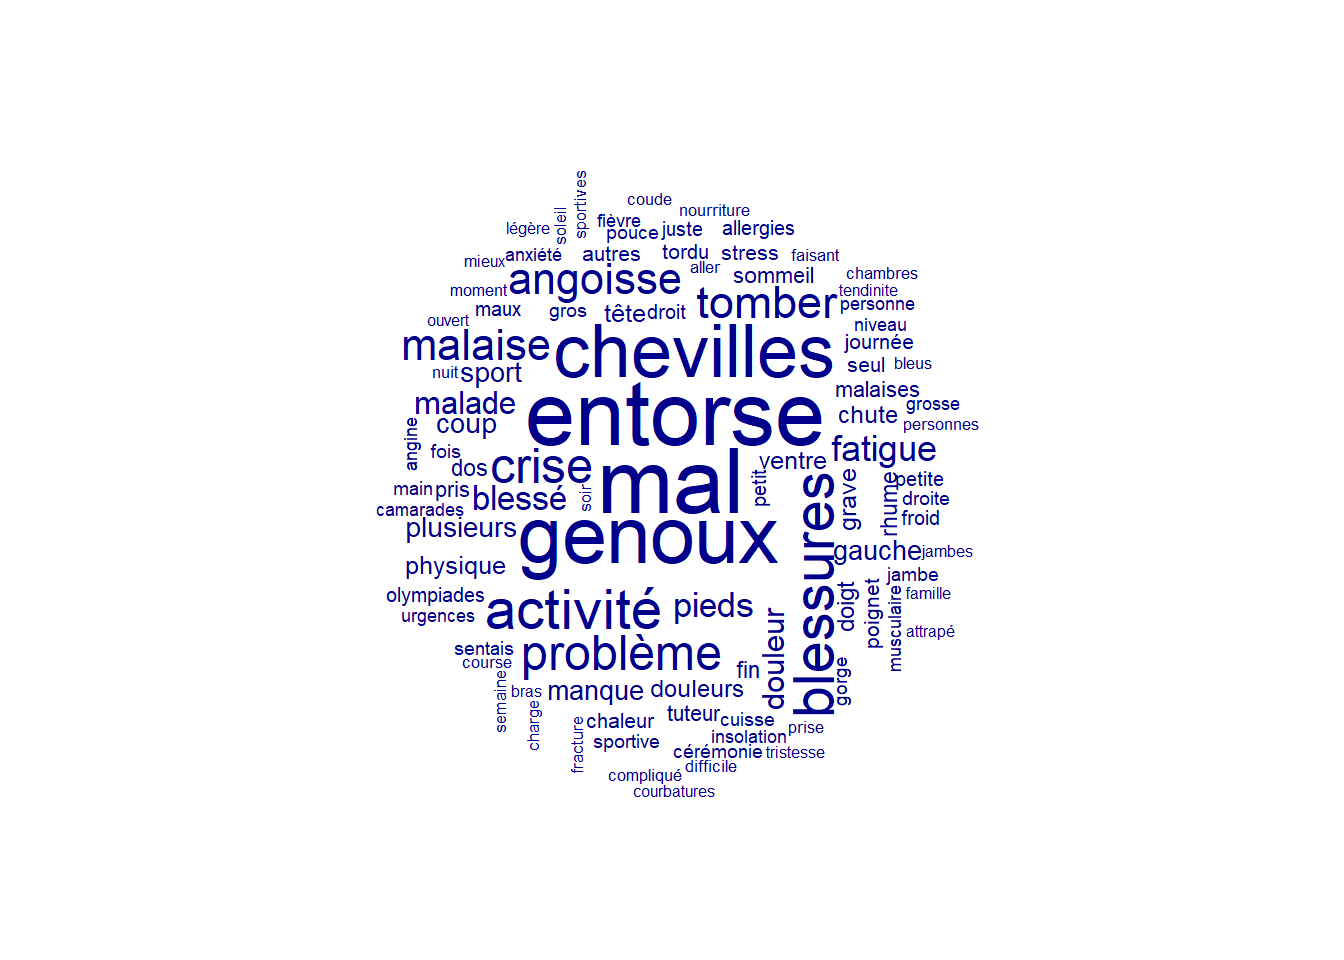 sportives
coude
nourriture
soleil
légère
fièvre
pouce
juste
allergies
mieux
anxiété
autres
tordu
stress
faisant
aller
moment
angoisse
sommeil
chambres
tendinite
maux
gros
tête
droit
tomber
personne
ouvert
niveau
malaise
chevilles
journée
nuit
sport
seul
bleus
malade
malaises
coup
entorse
chute
grosse
personnes
angine
fois
dos
crise
mal
ventre
fatigue
main
pris
blessé
soir
petit
grave
rhume
petite
droite
camarades
plusieurs
genoux
blessures
froid
gauche
jambes
physique
jambe
olympiades
activité
pieds
doigt
poignet
musculaire
famille
urgences
attrapé
sentais
course
problème
fin
douleur
gorge
semaine
bras
manque
douleurs
charge
fracture
chaleur
tuteur
cuisse
prise
sportive
insolation
cérémonie
tristesse
difficile
compliqué
courbatures